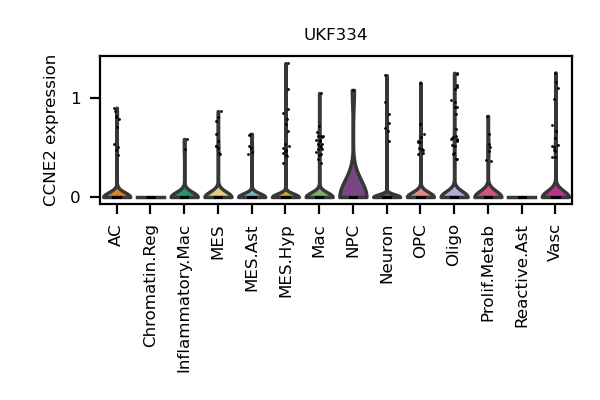 UKF334
CCNE2 expression
1
0
AC
Chromatin.Reg
Inflammatory.Mac
MES
MES.Ast
MES.Hyp
Mac
NPC
Neuron
OPC
Oligo
Prolif.Metab
Reactive.Ast
Vasc